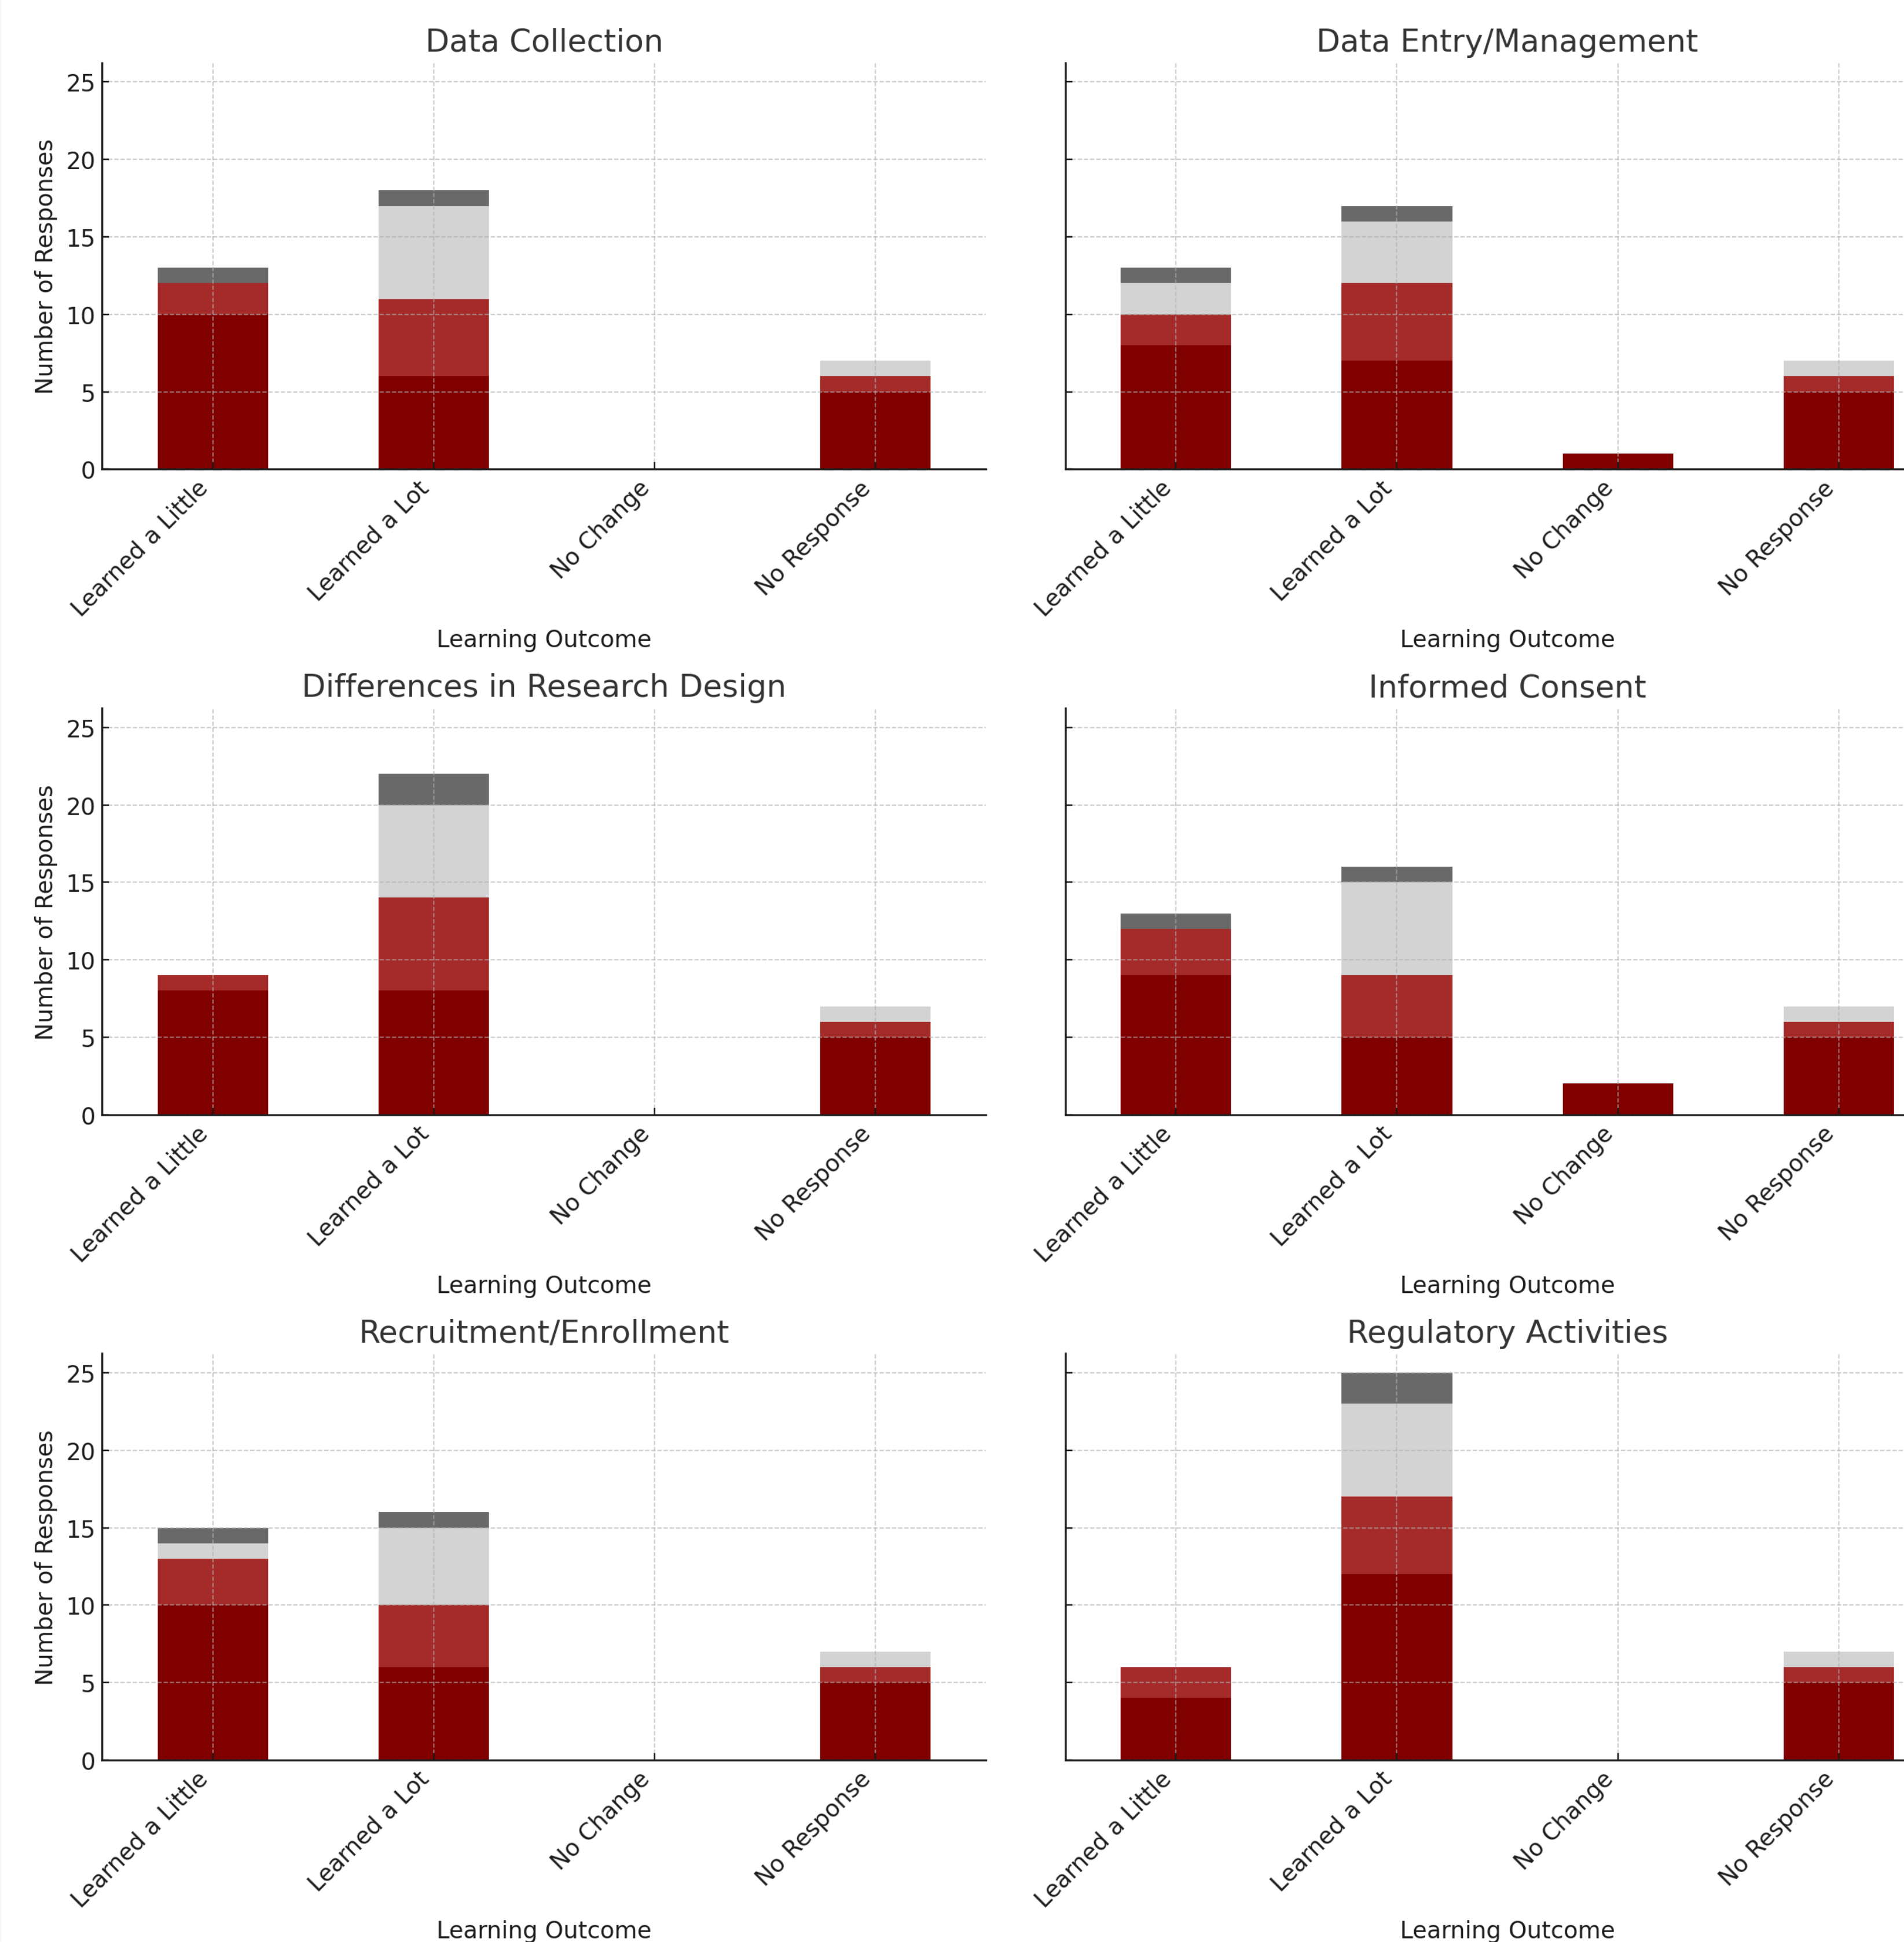 Data Collection
Number of Responses
25
20
15
10
5
0
Learned a Little
Learned a Lot
No Change
No Response
Learning Outcome
Data Entry/Management
Learned a Little
Learned a Lot
No Change
No Response
Learning Outcome
Differences in Research Design
Number of Responses
25
20
15
10
5
0
Learned a Little
Learned a Lot
No Change
No Response
Learning Outcome
Informed Consent
Learned a Little
Learned a Lot
No Change
No Response
Learning Outcome
Recruitment/Enrollment
Number of Responses
25
20
15
10
5
0
Learned a Little
Learned a Lot
No Change
No Response
Learning Outcome
Regulatory Activities
Learned a Little
Learned a Lot
No Change
No Response
Learning Outcome